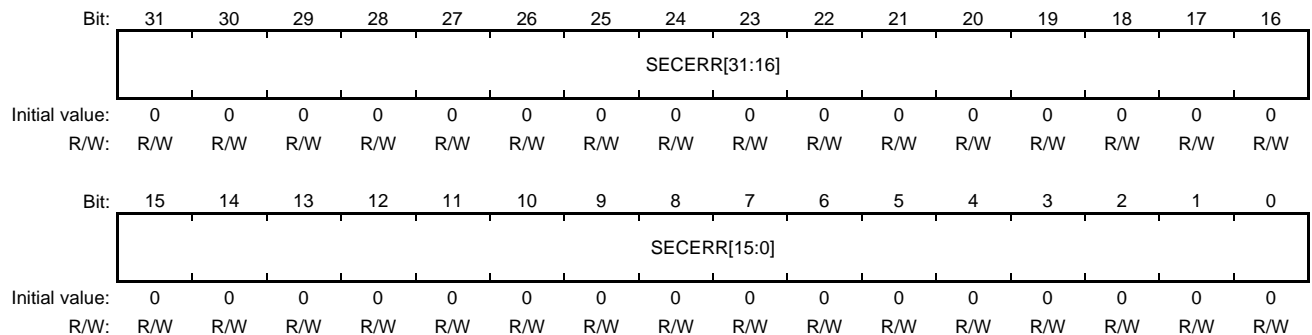 Bit: 31 30 29 28 27 26 25 24 23 22 21 20 19 18 17 16
SECERR[31:16]
Initial value: 0 0 0 0 0 0 0 0 0 0 0 0 0 0 0 0
R/W: R/W R/W R/W R/W R/W R/W R/W R/W R/W R/W R/W R/W R/W R/W R/W R/W
Bit: 15 14 13 12 11 10 9 8 7 6 5 4 3 2 1 0
SECERR[15:0]
Initial value: 0 0 0 0 0 0 0 0 0 0 0 0 0 0 0 0
R/W: R/W R/W R/W R/W R/W R/W R/W R/W R/W R/W R/W R/W R/W R/W R/W R/W